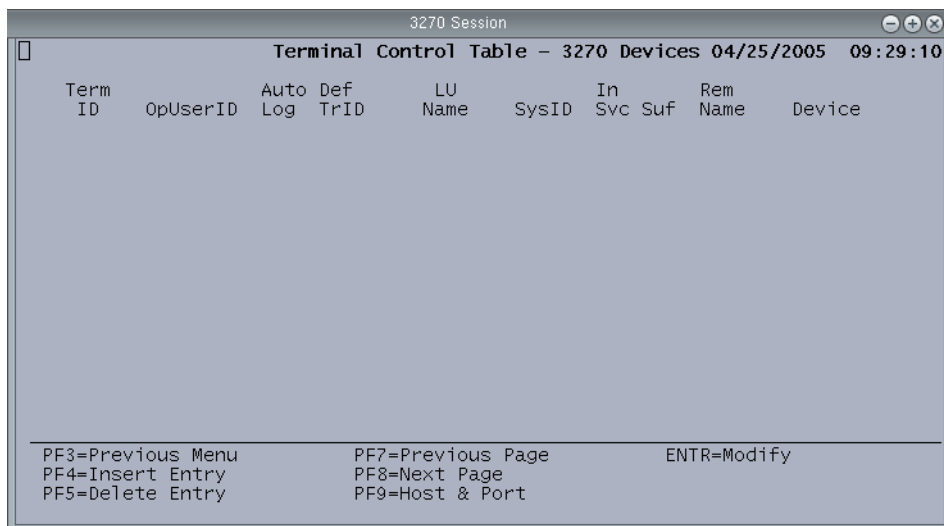 3270 Session
Terminal Control Table - 3270 Devices 04/25/2005 09:29:10
Term Auto Def LU In Rem
ID OpUserID Log TrID Name SysID Svc Suf Name Device
PF3=Previous Menu PF7=Previous Page ENTR=Modify
PF4=Insert Entry PF8=Next Page
PF5=Delete Entry PF9=Host & Port